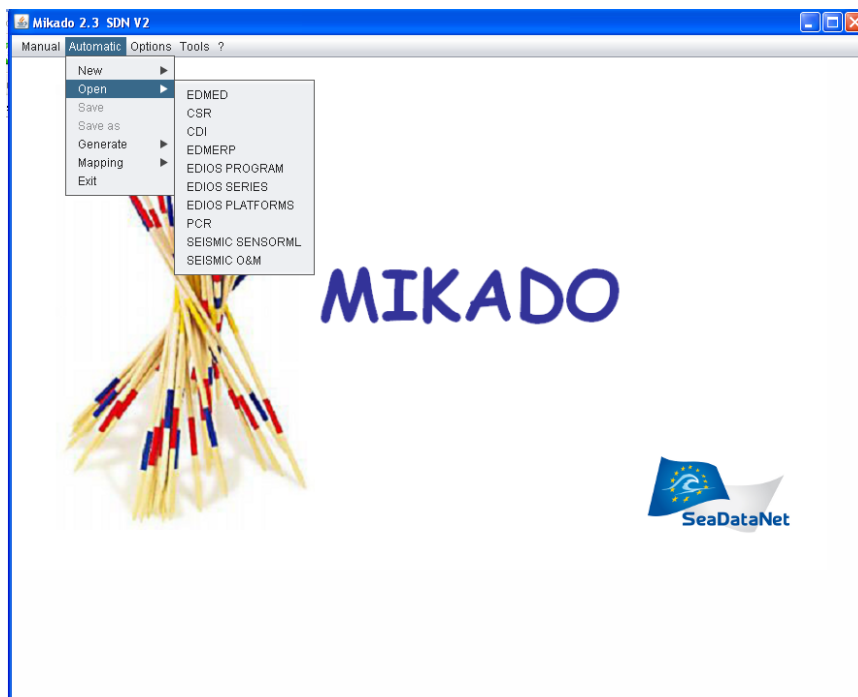 Mikado 2.3 SDN V2
Manual Automatic Options Tools ?
New
Open
Save
Save as
Generate
Mapping
Exit
EDMED
CSR
CDI
EDMERP
EDIOS PROGRAM
EDIOS SERIES
EDIOS PLATFORMS
PCR
SEISMIC SENSORML
SEISMIC O&M
MIKADO
SeaDataNet